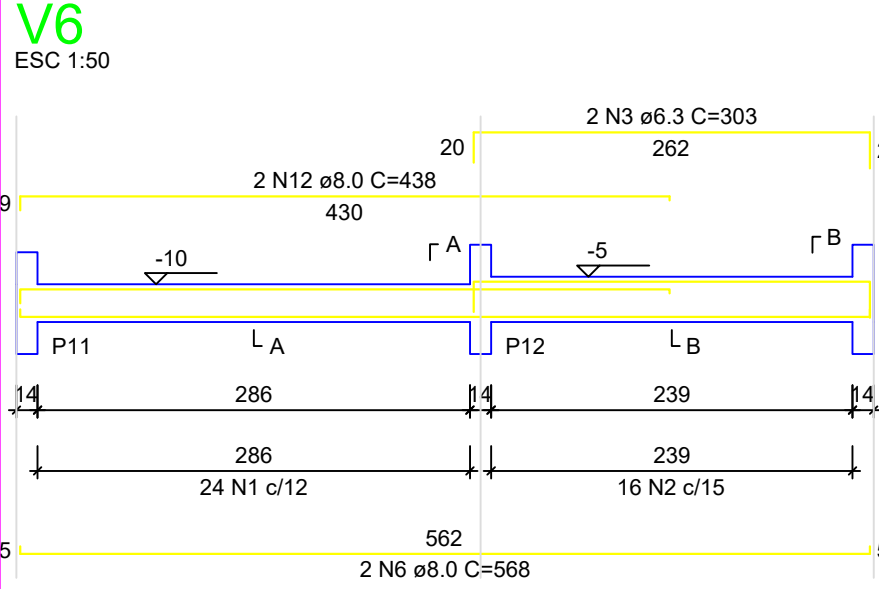 V6
ESC 1:50
2 N3 ø6.3 C=303
20
262
2 N12 ø8.0 C=438
9
430
A
B
-10
-5
P11
A
P12
B
14
286
14
239
14
286
239
24 N1 c/12
16 N2 c/15
5
562
2 N6 ø8.0 C=568